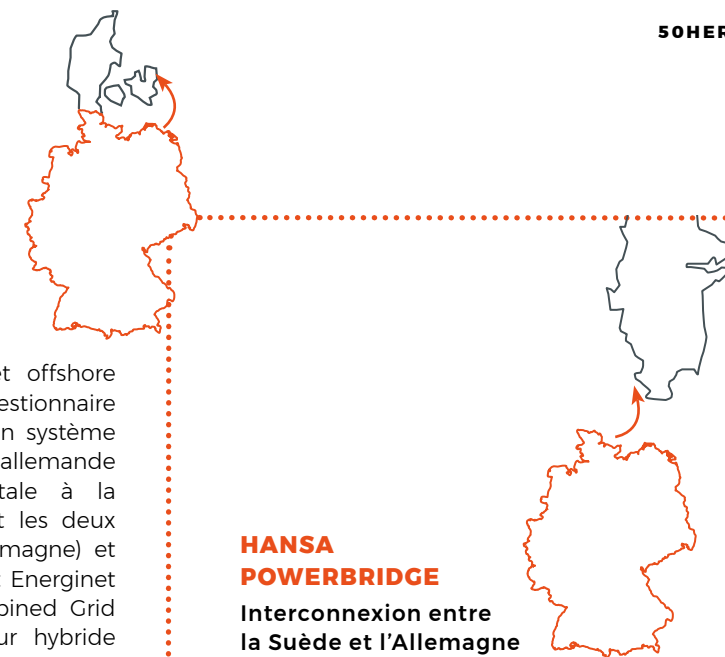 50HER
et offshore
estionnaire
n système
allemande
tale à la
t les deux
magne) et
Energinet
bined Grid
ur hybride
HANSA
POWERBRIDGE
Interconnexion entre
la Suède et l'Allemagne